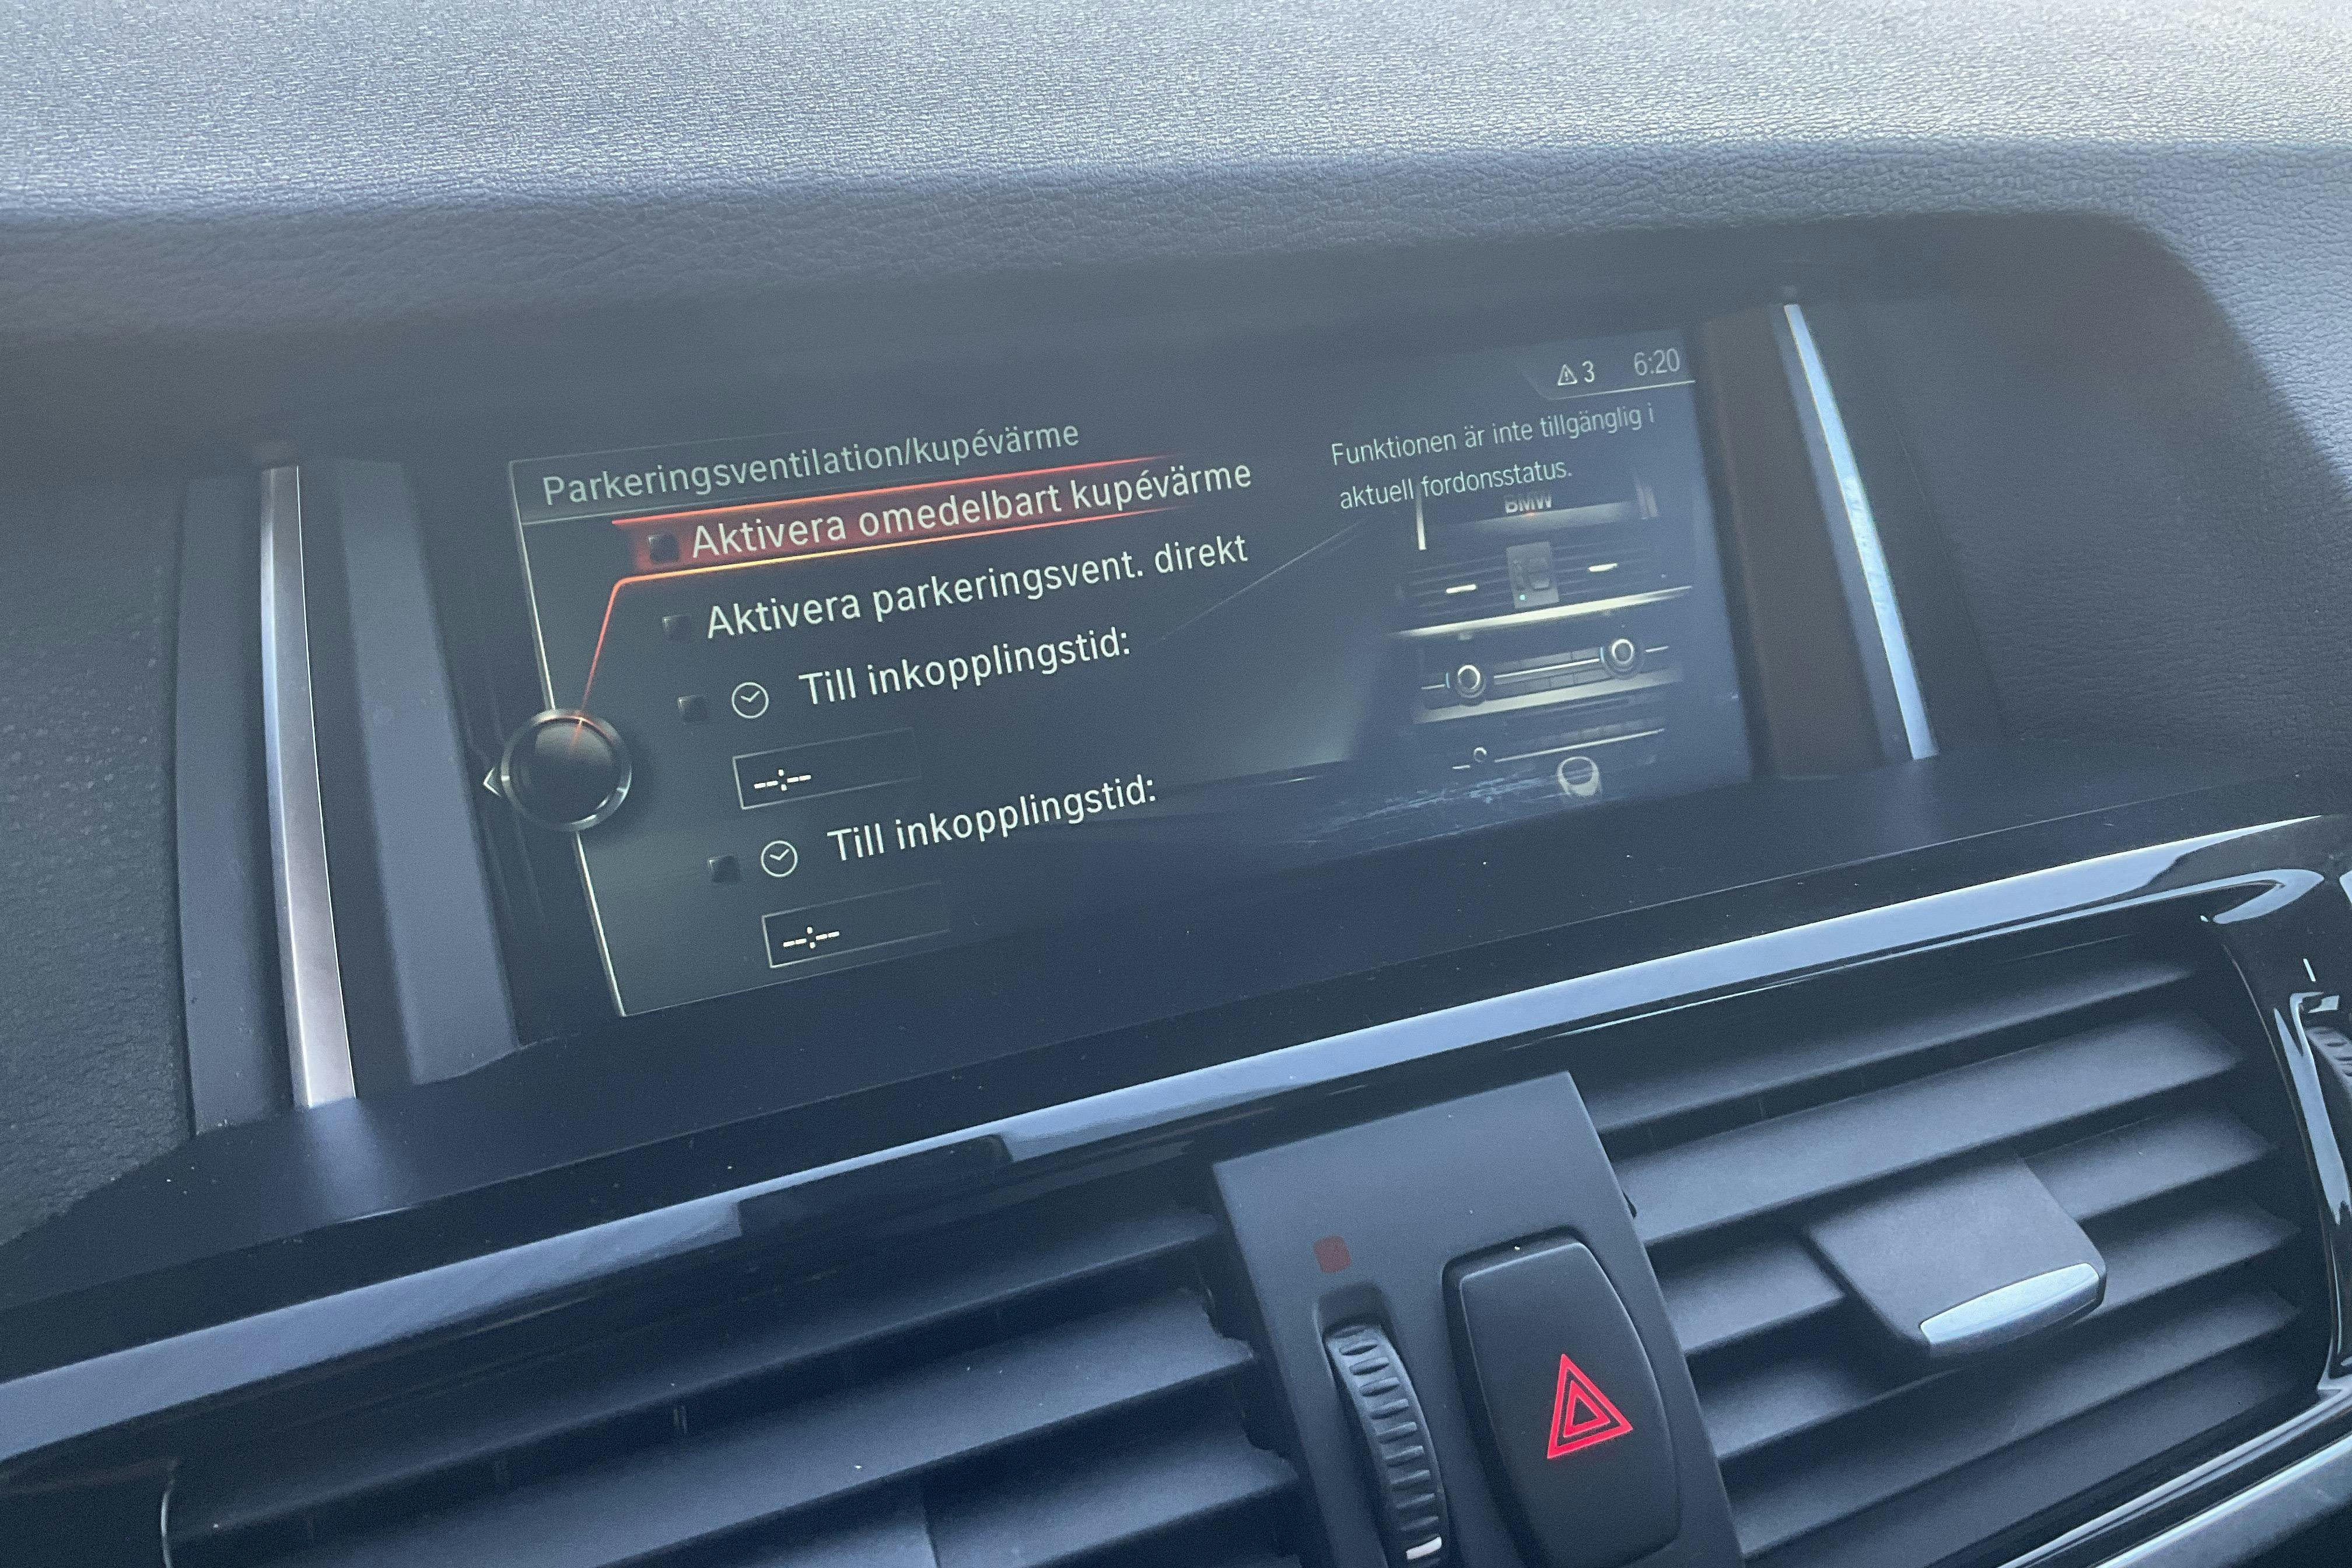 3 6:20
Parkeringsventilation/kupévärme
Aktivera omedelbart kupévärme
Aktivera parkeringsvent. direkt
Till inkopplingstid:
--:--
Till inkopplingstid:
--:--
Funktionen är inte tillgänglig i
aktuell fordonsstatus.
BMW